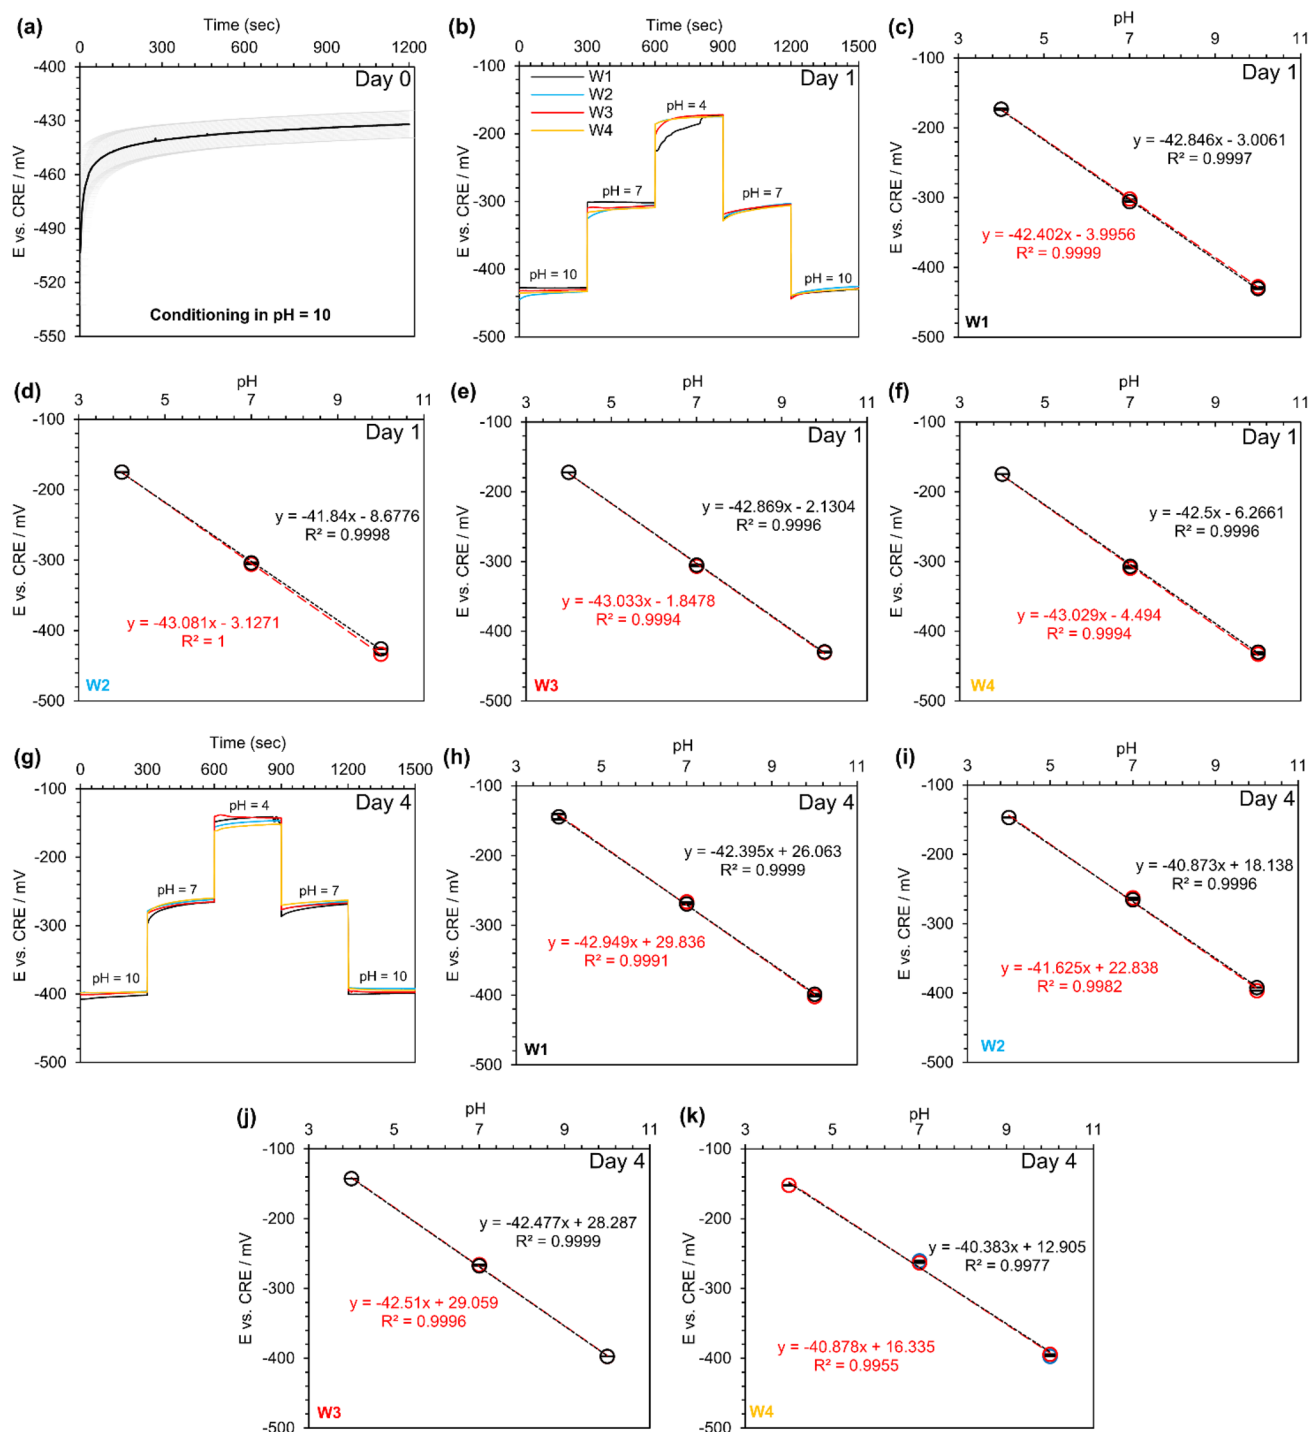 (a)
Time (sec)
0 300 600 900 1200
-400
-430
-460
-490
-520
-550
E vs. CRE / mV
Day 0
Conditioning in pH = 10
(b)
Time (sec)
0 300 600 900 1200 1500
-100
-200
-300
-400
-500
E vs. CRE / mV
Day 1
W1
W2
W3
W4
pH = 4
pH = 7
pH = 7
pH = 10
pH = 10
(c)
pH
3 5 7 9 11
-100
-200
-300
-400
-500
E vs. CRE / mV
Day 1
y = -42.846x - 3.0061
R² = 0.9997
y = -42.402x - 3.9956
R² = 0.9999
W1
(d)
pH
3 5 7 9 11
-100
-200
-300
-400
-500
E vs. CRE / mV
Day 1
y = -41.84x - 8.6776
R² = 0.9998
y = -43.081x - 3.1271
R² = 1
W2
(e)
pH
3 5 7 9 11
-100
-200
-300
-400
-500
E vs. CRE / mV
Day 1
y = -42.869x - 2.1304
R² = 0.9996
y = -43.033x - 1.8478
R² = 0.9994
W3
(f)
pH
3 5 7 9 11
-100
-200
-300
-400
-500
E vs. CRE / mV
Day 1
y = -42.5x - 6.2661
R² = 0.9996
y = -43.029x - 4.494
R² = 0.9994
W4
(g)
Time (sec)
0 300 600 900 1200 1500
-100
-200
-300
-400
-500
E vs. CRE / mV
Day 4
pH = 4
pH = 7
pH = 7
pH = 10
pH = 10
(h)
pH
3 5 7 9 11
-100
-200
-300
-400
-500
E vs. CRE / mV
Day 4
y = -42.395x + 26.063
R² = 0.9999
y = -42.949x + 29.836
R² = 0.9991
W1
(i)
pH
3 5 7 9 11
-100
-200
-300
-400
-500
E vs. CRE / mV
Day 4
y = -40.873x + 18.138
R² = 0.9996
y = -41.625x + 22.838
R² = 0.9982
W2
(j)
pH
3 5 7 9 11
-100
-200
-300
-400
-500
E vs. CRE / mV
Day 4
y = -42.477x + 28.287
R² = 0.9999
y = -42.51x + 29.059
R² = 0.9996
W3
(k)
pH
3 5 7 9 11
-100
-200
-300
-400
-500
E vs. CRE / mV
Day 4
y = -40.383x + 12.905
R² = 0.9977
y = -40.878x + 16.335
R² = 0.9955
W4